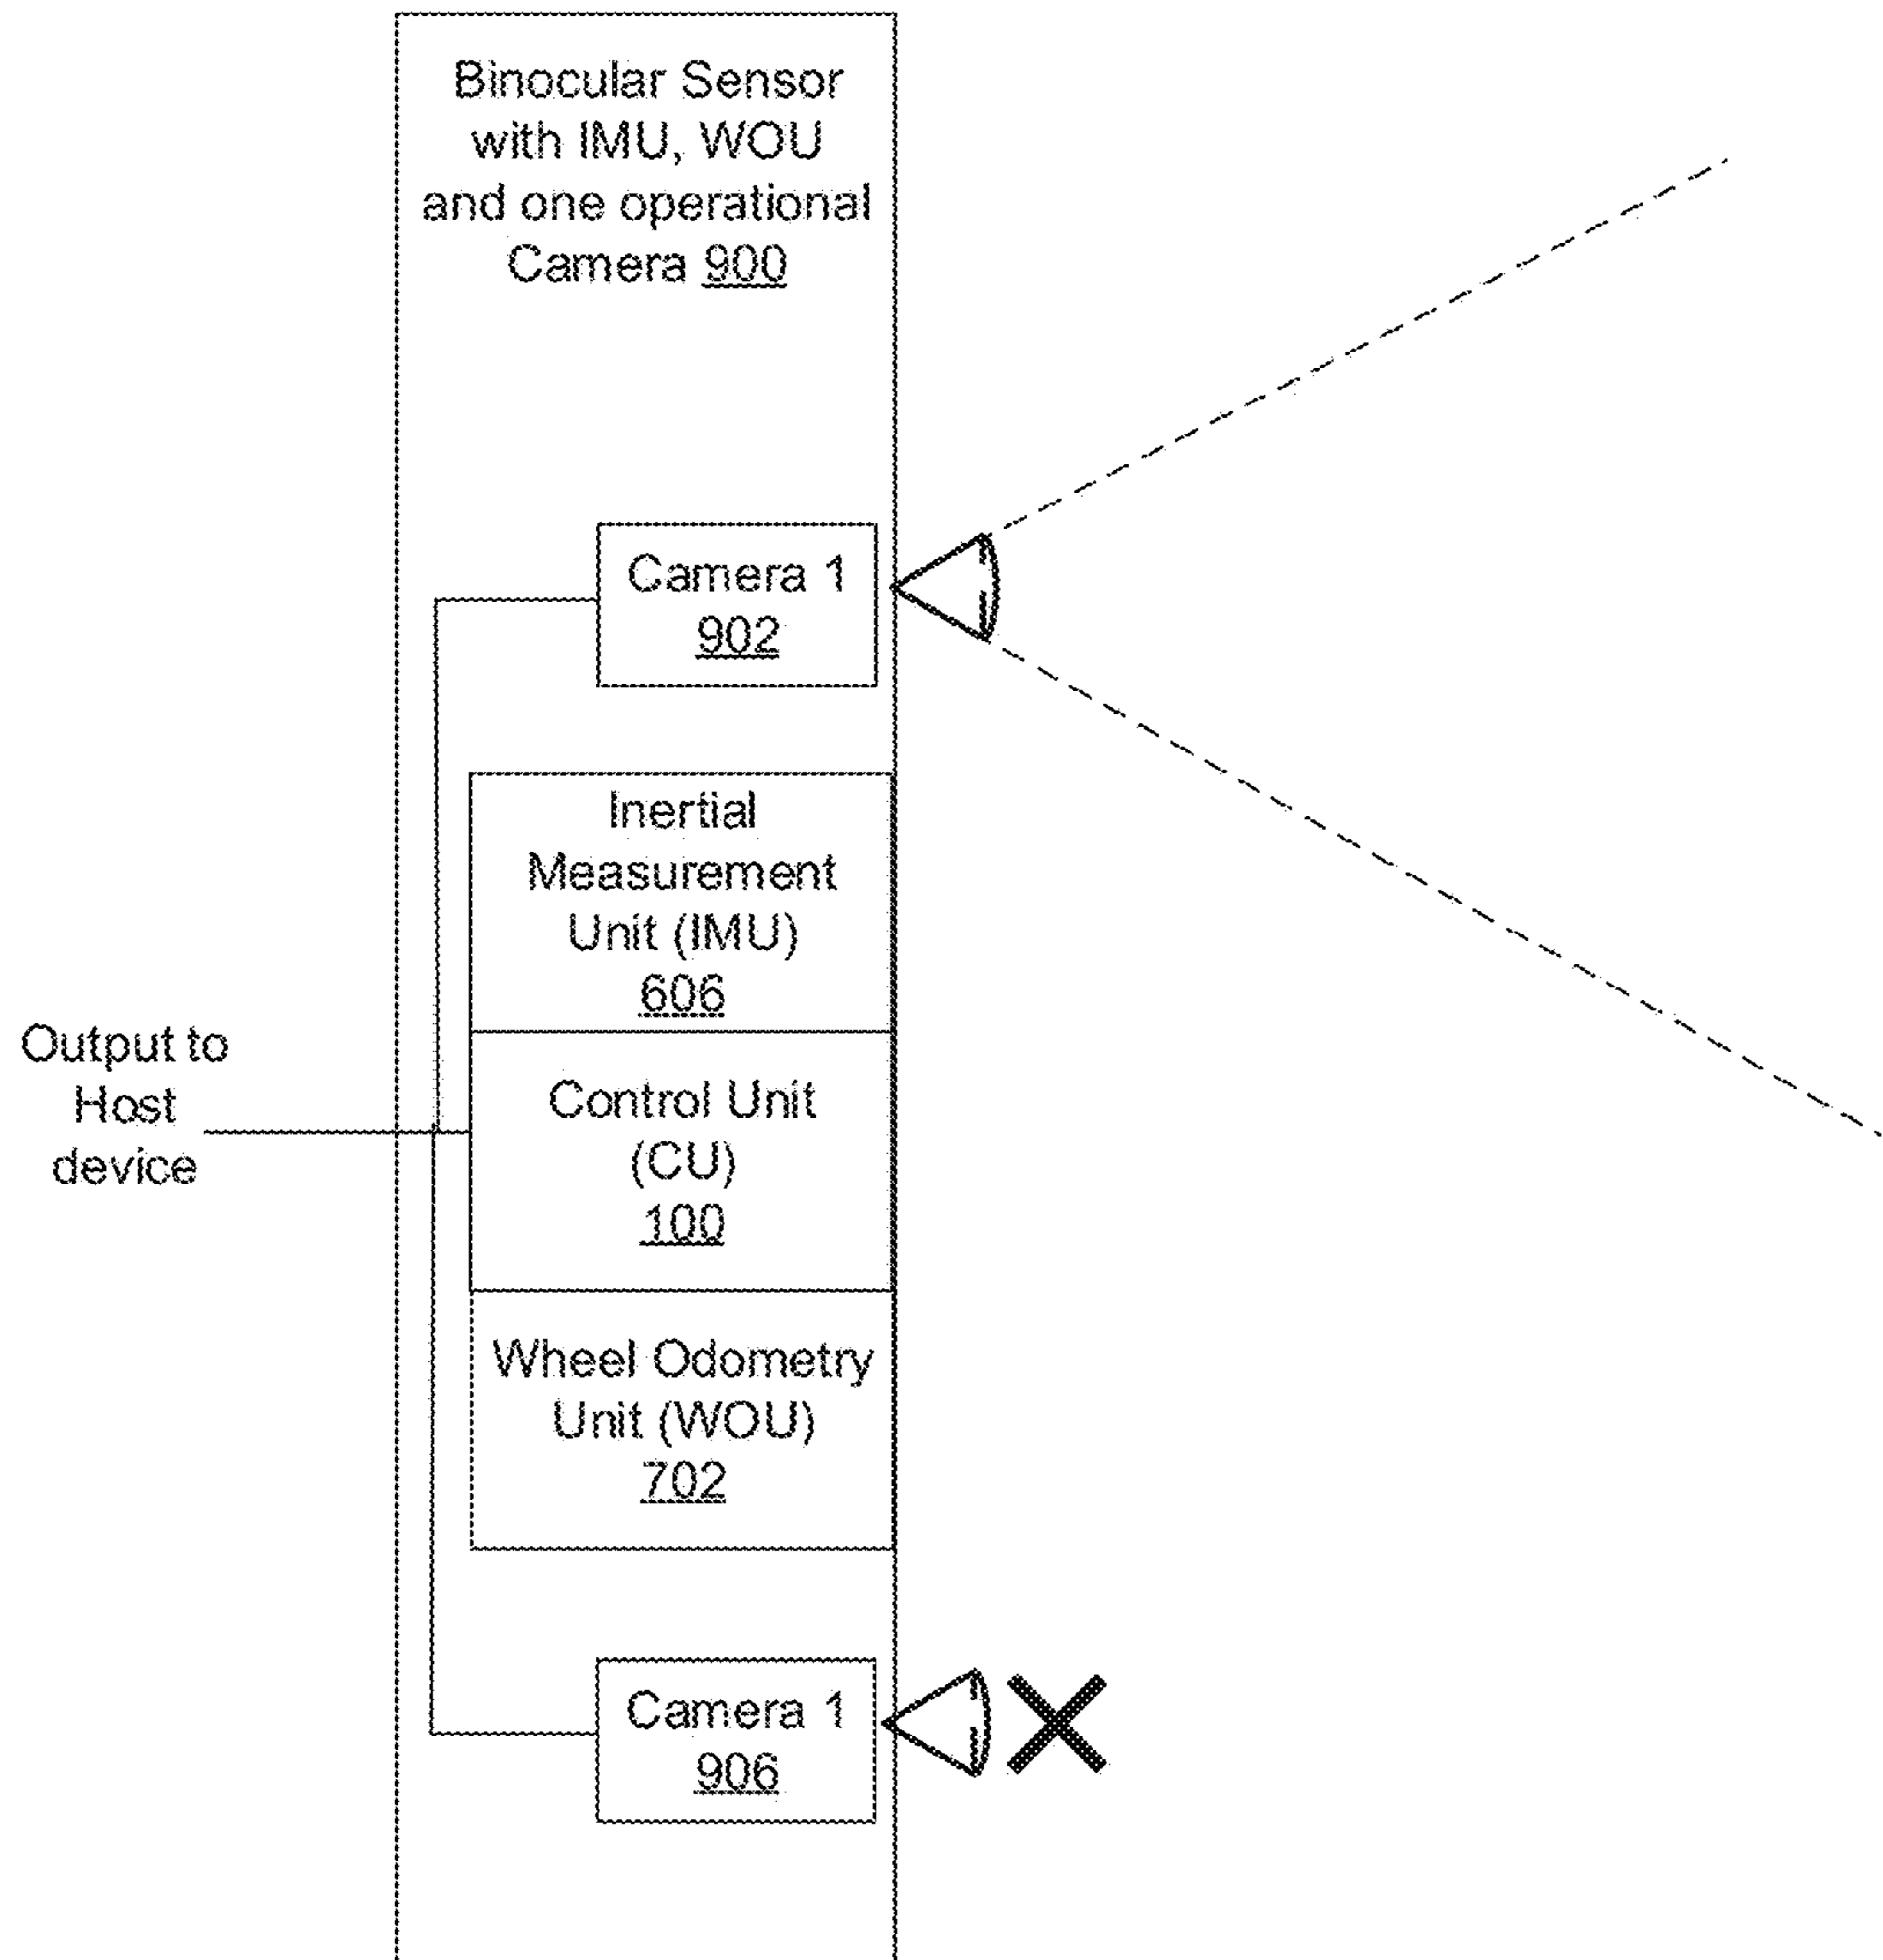 Binocular Sensor
with IMU, WOU
and one operational
Camera 900
Camera 1
902
Inertial
Measurement
Unit (IMU)
606
Output to
Host
device
Control Unit
(CU)
100
Wheel Odometry
Unit (WOU)
702
Camera 1
906